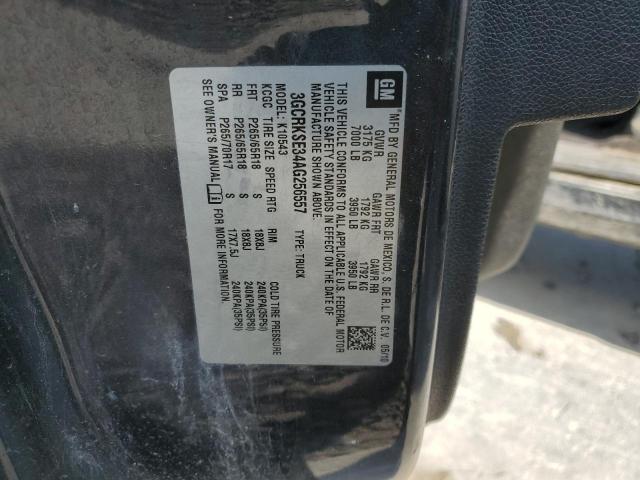 GM
*MFD BY GENERAL MOTORS DE MEXICO, S. DE R.L. DE C.V. 05/10
GVWR GAWR FRT GAWR RR
3175 KG 1792 KG 1792 KG
7000 LB 3950 LB 3950 LB
THIS VEHICLE CONFORMS TO ALL APPLICABLE U.S. FEDERAL MOTOR
VEHICLE SAFETY STANDARDS IN EFFECT ON THE DATE OF
MANUFACTURE SHOWN ABOVE.
3GCRKSE34AG256557 TYPE: TRUCK
MODEL: K10543
KCGC TIRE SIZE SPEED RTG RIM COLD TIRE PRESSURE
FRT P265/65R18 S 18X8J 240KPA(35PSI)
RR P265/65R18 S 18X8J 240KPA(35PSI)
SPA P265/70R17 S 17X7.5J 240KPA(35PSI)
SEE OWNER'S MANUAL FOR MORE INFORMATION.